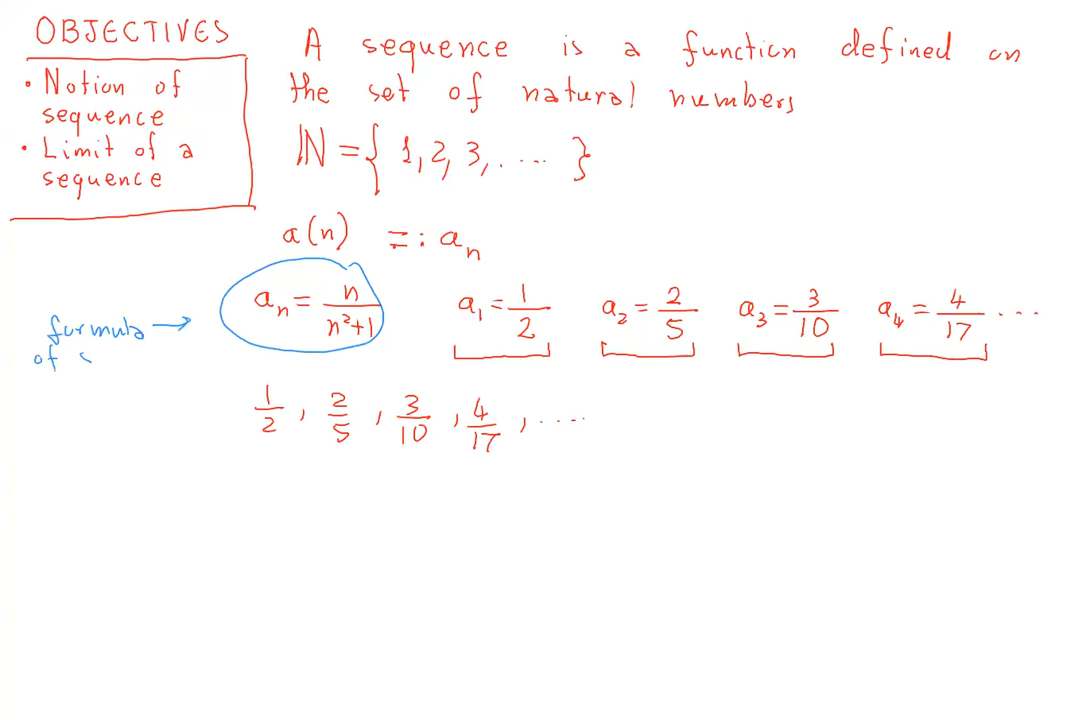 OBJECTIVES
• Notion of
sequence
• Limit of a
sequence
A sequence is a function defined on
the set of natural numbers
ℕ = { 1, 2, 3, .... }
a(n) =: aₙ
aₙ = n/(n²+1)  a₁ = 1/2  a₂ = 2/5  a₃ = 3/10  a₄ = 4/17 ...
formula →
of
1/2 , 2/5 , 3/10 , 4/17 , ....